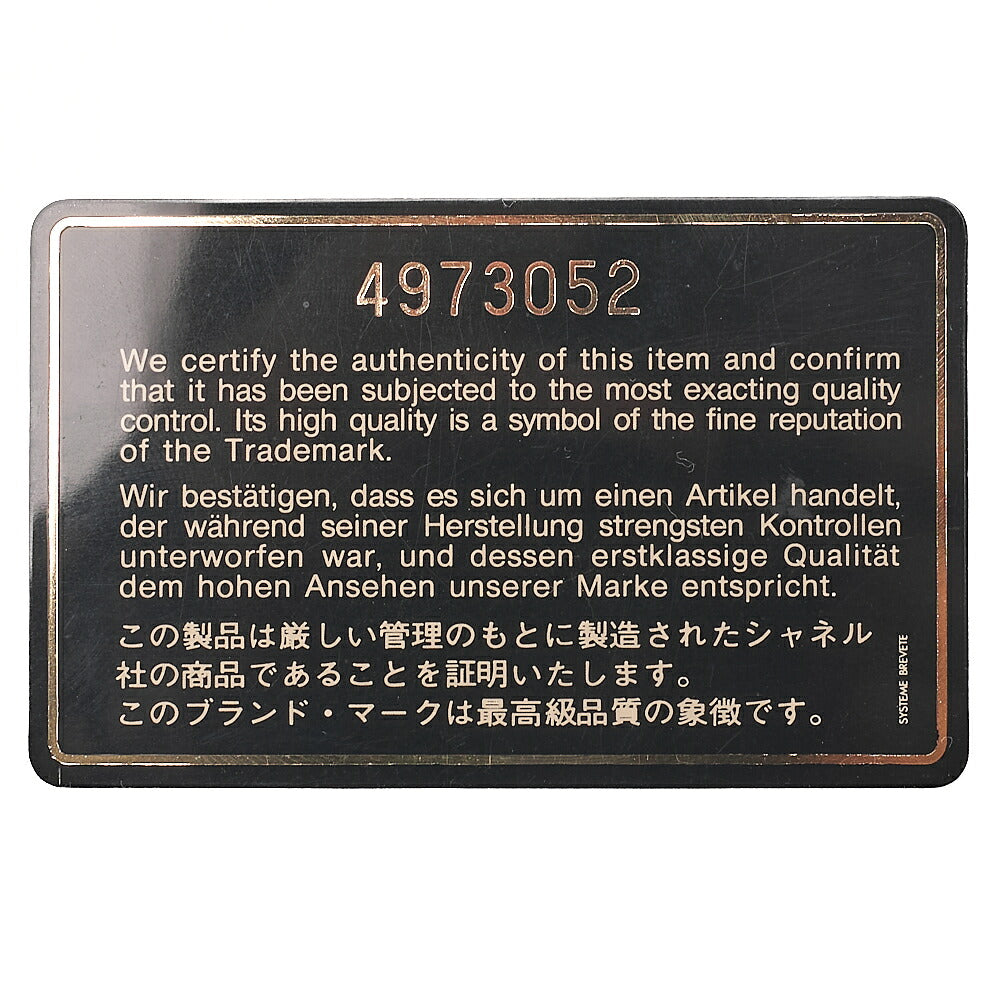 4973052
We certify the authenticity of this item and confirm
that it has been subjected to the most exacting quality
control. Its high quality is a symbol of the fine reputation
of the Trademark.
Wir bestätigen, dass es sich um einen Artikel handelt,
der während seiner Herstellung strengsten Kontrollen
unterworfen war, und dessen erstklassige Qualität
dem hohen Ansehen unserer Marke entspricht.
この製品は厳しい管理のもとに製造されたシャネル
社の商品であることを証明いたします。
このブランド・マークは最高級品質の象徴です。
SYSTEME BREVETE